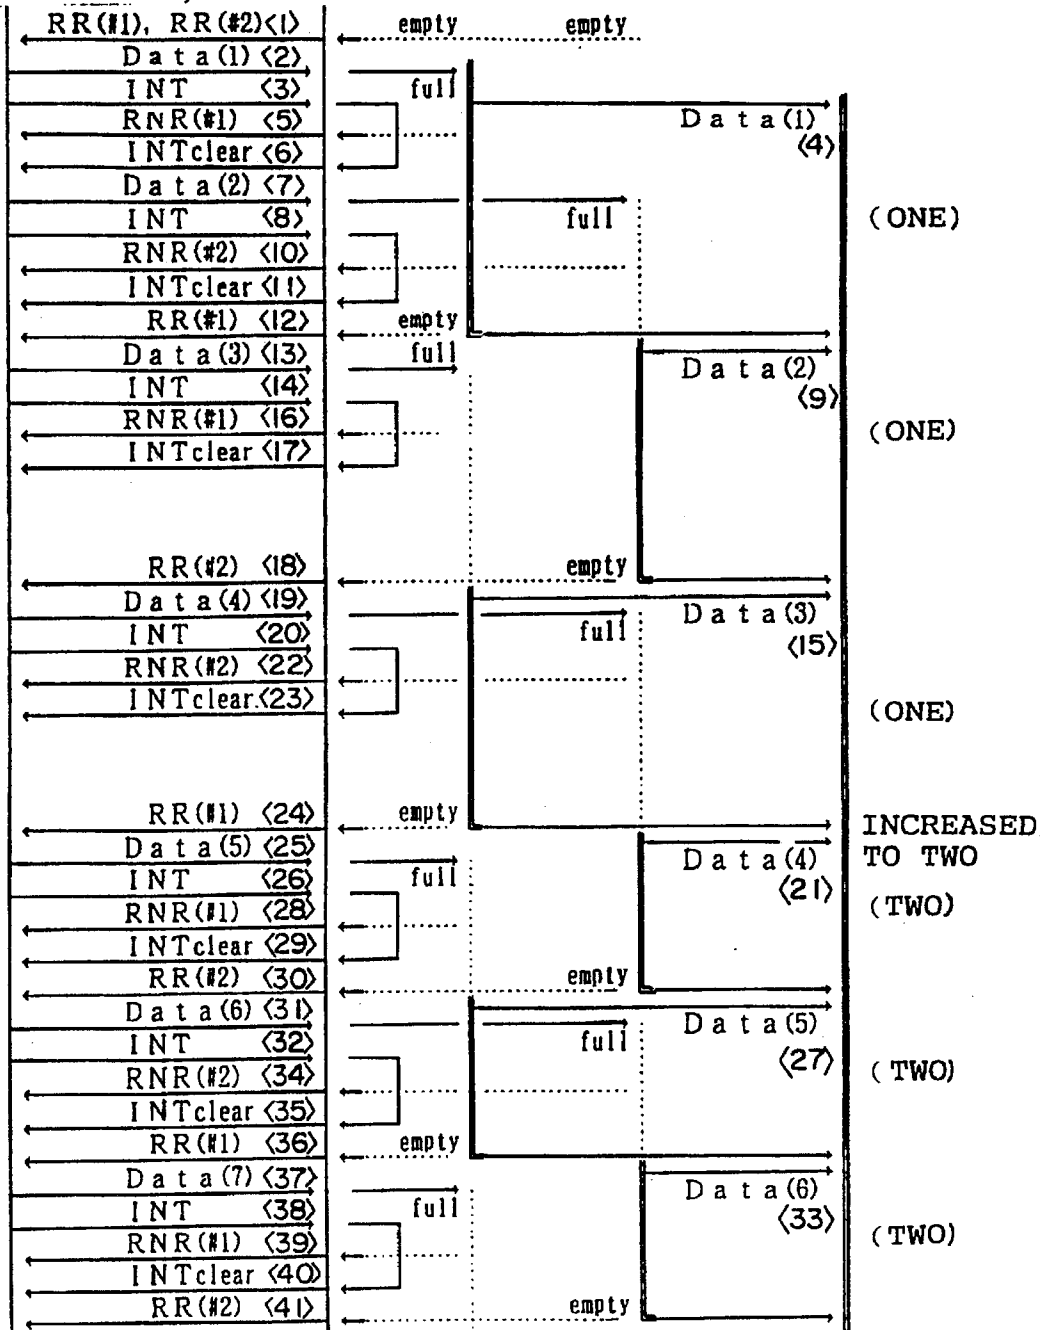 RR(#1), RR(#2)<1> empty empty
Data(1) <2>
INT <3> full
RNR(#1) <5> Data(1)
INTclear <6> <4>
Data(2) <7>
INT <8> full (ONE)
RNR(#2) <10>
INTclear <11>
RR(#1) <12> empty
Data(3) <13> full Data(2)
INT <14> <9>
RNR(#1) <16> (ONE)
INTclear <17>
RR(#2) <18> empty
Data(4) <19> Data(3)
INT <20> full <15>
RNR(#2) <22>
INTclear <23> (ONE)
RR(#1) <24> empty INCREASED
Data(5) <25> Data(4) TO TWO
INT <26> full <21>
RNR(#1) <28> (TWO)
INTclear <29>
RR(#2) <30> empty
Data(6) <31> Data(5)
INT <32> full <27>
RNR(#2) <34> (TWO)
INTclear <35>
RR(#1) <36> empty
Data(7) <37> Data(6)
INT <38> full <33>
RNR(#1) <39> (TWO)
INTclear <40>
RR(#2) <41> empty